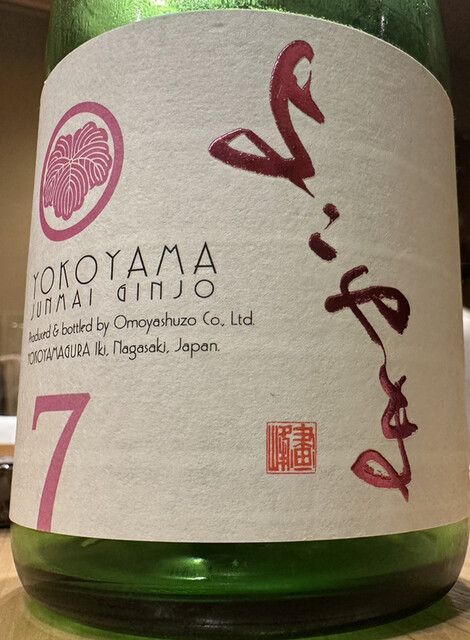 よこやま
YOKOYAMA
JUNMAI GINJO
Produced & bottled by Omoyashuzo Co., Ltd.
YOKOYAMAGURA Iki, Nagasaki, Japan.
7